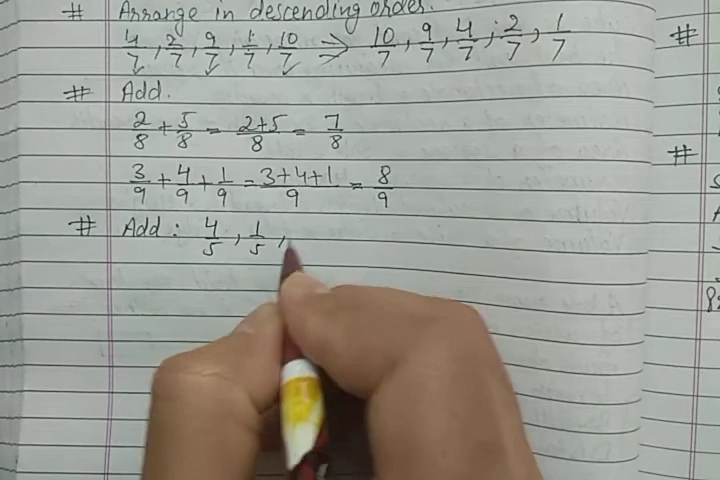 # Arrange in descending order.
4/7, 2/7, 9/7, 1/7, 10/7 ⇒ 10/7, 9/7, 4/7, 2/7, 1/7
# Add.
2/8 + 5/8 = 2+5/8 = 7/8
3/9 + 4/9 + 1/9 = 3+4+1/9 = 8/9
# Add: 4/5, 1/5,
#
#